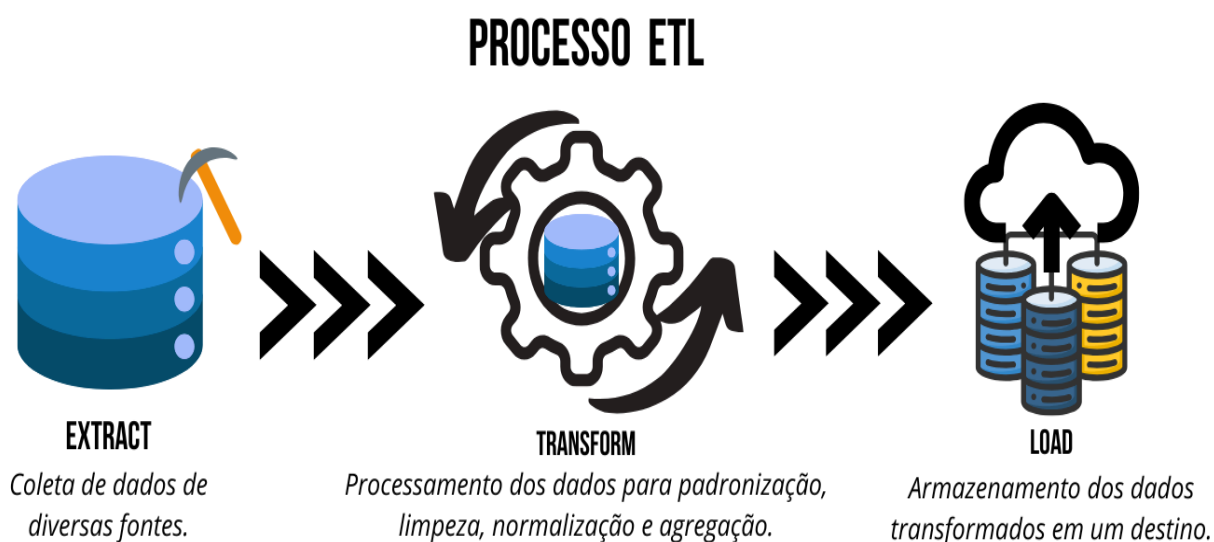 PROCESSO ETL
EXTRACT
Coleta de dados de
diversas fontes.
TRANSFORM
Processamento dos dados para padronização,
limpeza, normalização e agregação.
LOAD
Armazenamento dos dados
transformados em um destino.